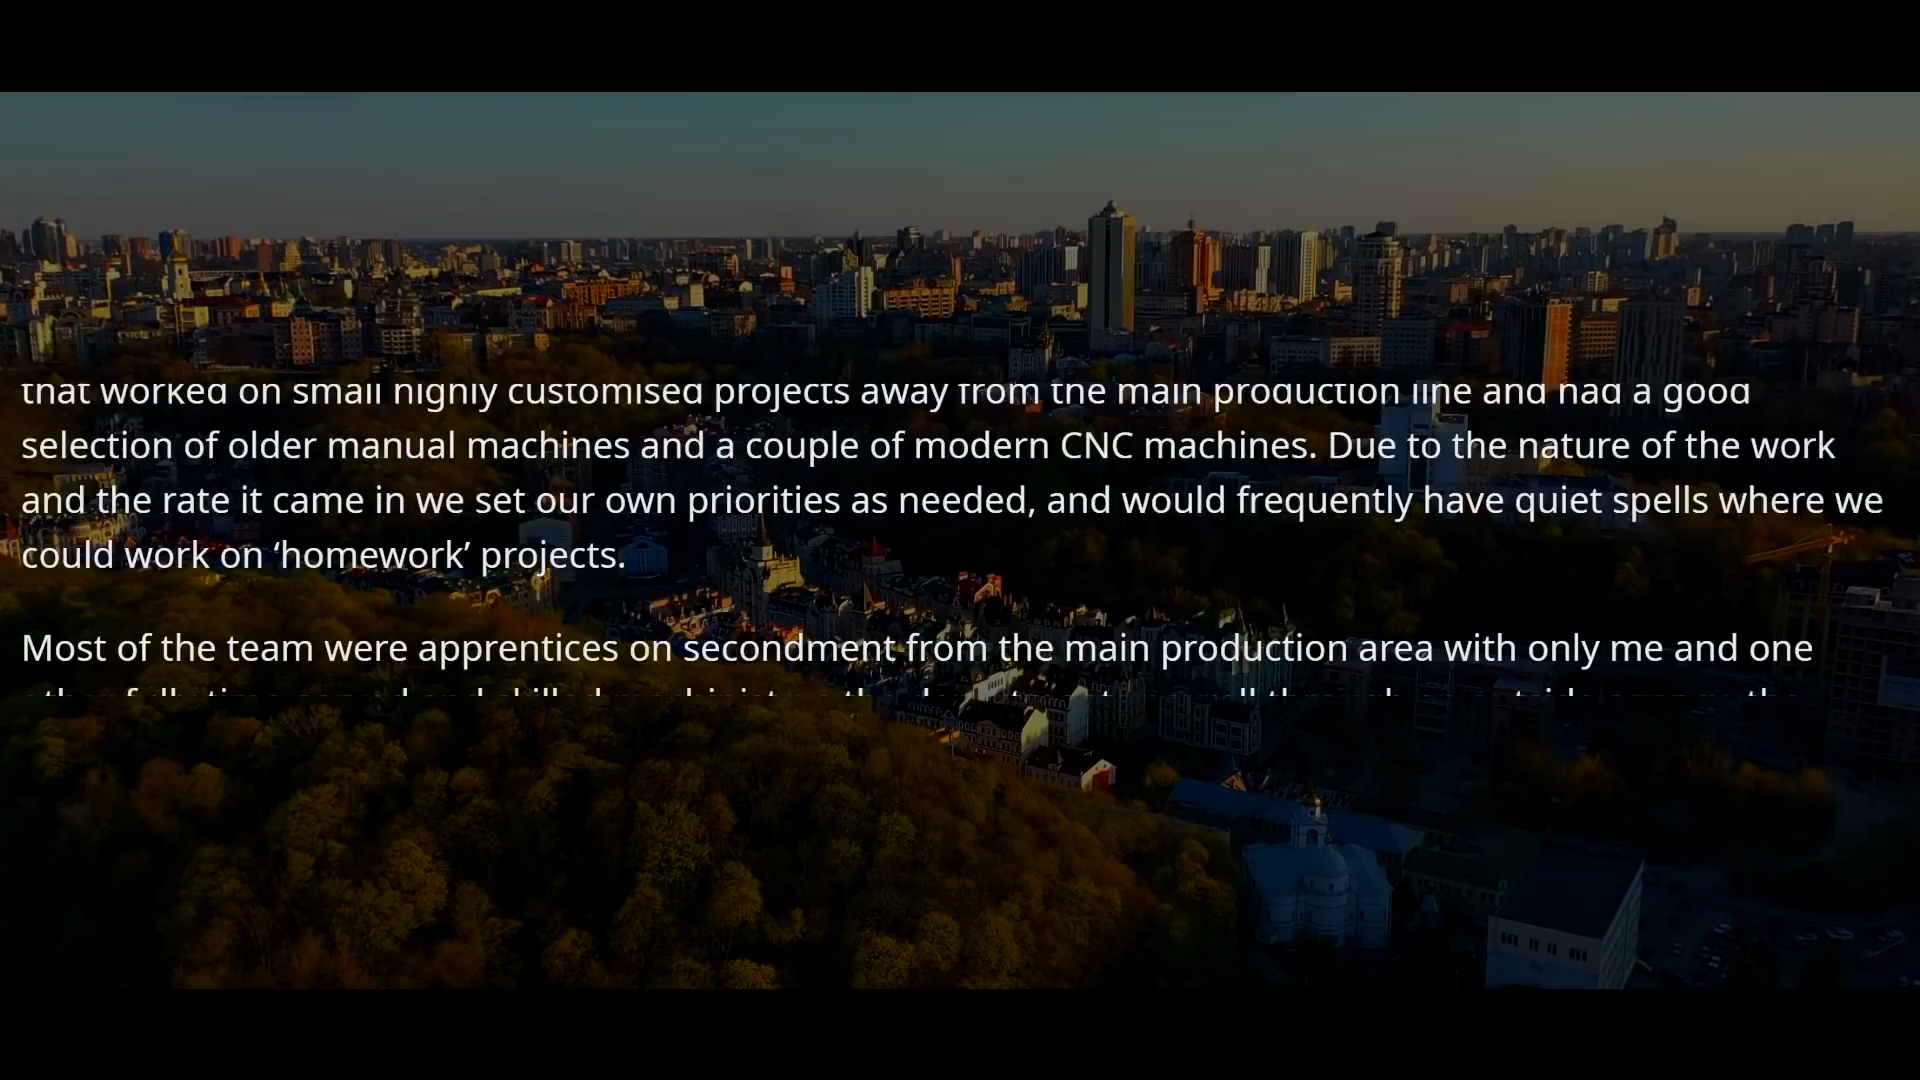 that worked on small highly customised projects away from the main production line and had a good
selection of older manual machines and a couple of modern CNC machines. Due to the nature of the work
and the rate it came in we set our own priorities as needed, and would frequently have quiet spells where we
could work on ‘homework’ projects.
Most of the team were apprentices on secondment from the main production area with only me and one